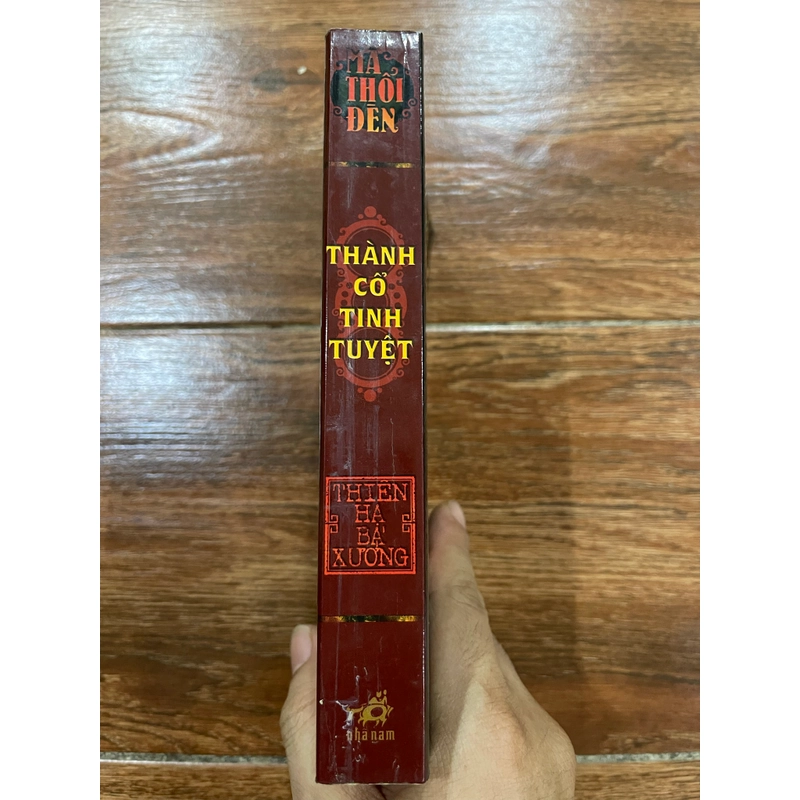 MA
THỔI
ĐÈN
THÀNH
CỔ
TINH
TUYỆT
THIÊN
HẠ
BÁ
XƯỚNG
nhã nam